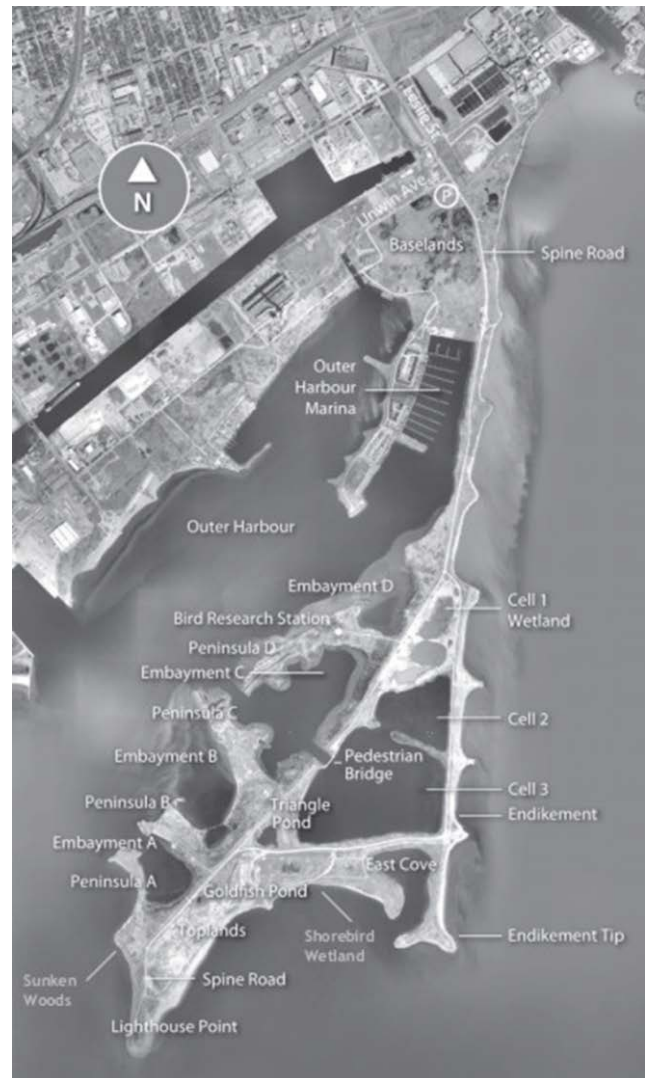 Leslie St
N
Unwin Ave
P
Baselands
Spine Road
Outer
Harbour
Marina
Outer Harbour
Embayment D
Cell 1
Wetland
Bird Research Station
Peninsula D
Embayment C
Peninsula C
Cell 2
Embayment B
Pedestrian
Bridge
Cell 3
Peninsula B
Triangle
Pond
Endikement
Embayment A
East Cove
Peninsula A
Goldfish Pond
Toplands
Shorebird
Wetland
Endikement Tip
Sunken
Woods
Spine Road
Lighthouse Point